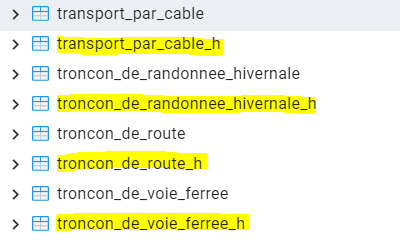 transport_par_cable
transport_par_cable_h
troncon_de_randonnee_hivernale
troncon_de_randonnee_hivernale_h
troncon_de_route
troncon_de_route_h
troncon_de_voie_ferree
troncon_de_voie_ferree_h